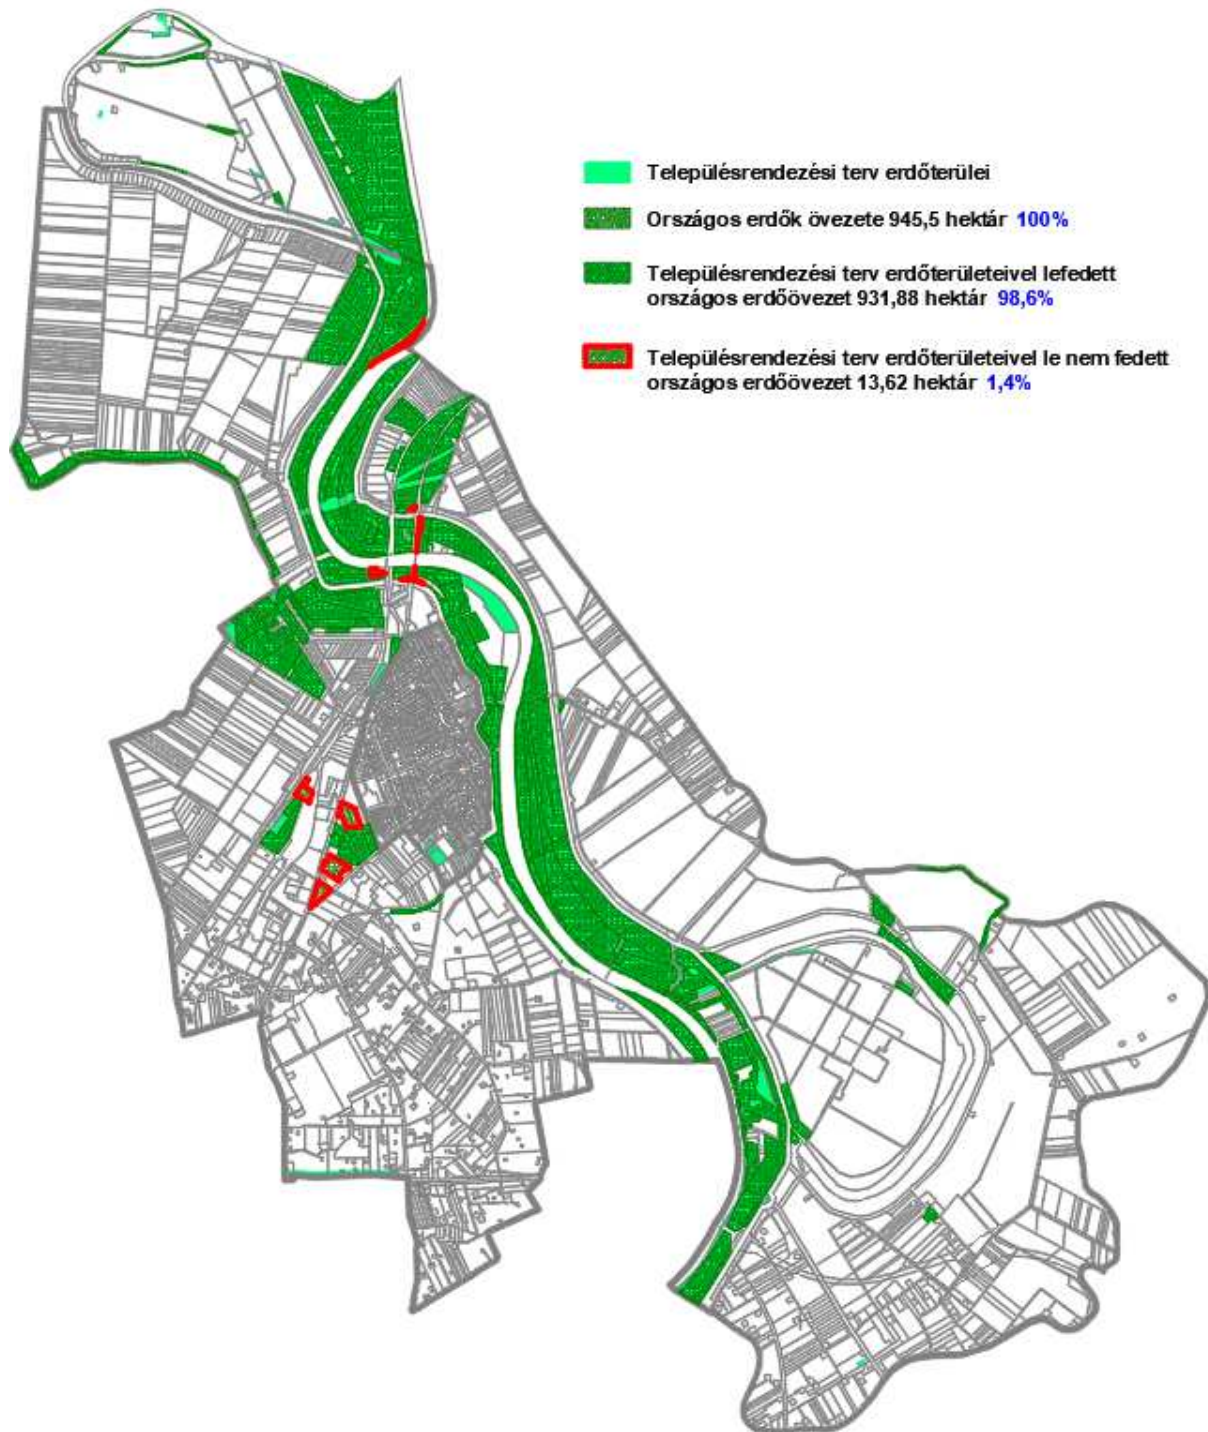 Településrendezési terv erdőterülei
Országos erdők övezete 945,5 hektár 100%
Településrendezési terv erdőterületeivel lefedett
országos erdőövezet 931,88 hektár 98,6%
Településrendezési terv erdőterületeivel le nem fedett
országos erdőövezet 13,62 hektár 1,4%